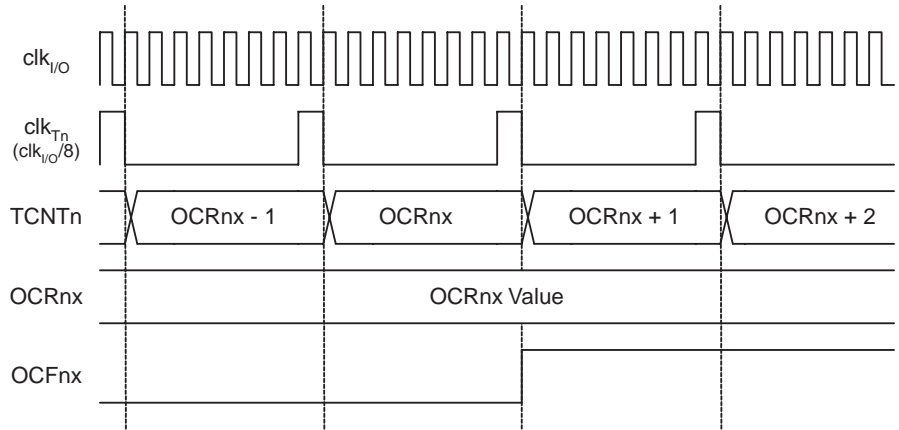 clkI/O
clkTn
(clkI/O/8)
TCNTn OCRnx - 1 OCRnx OCRnx + 1 OCRnx + 2
OCRnx OCRnx Value
OCFnx